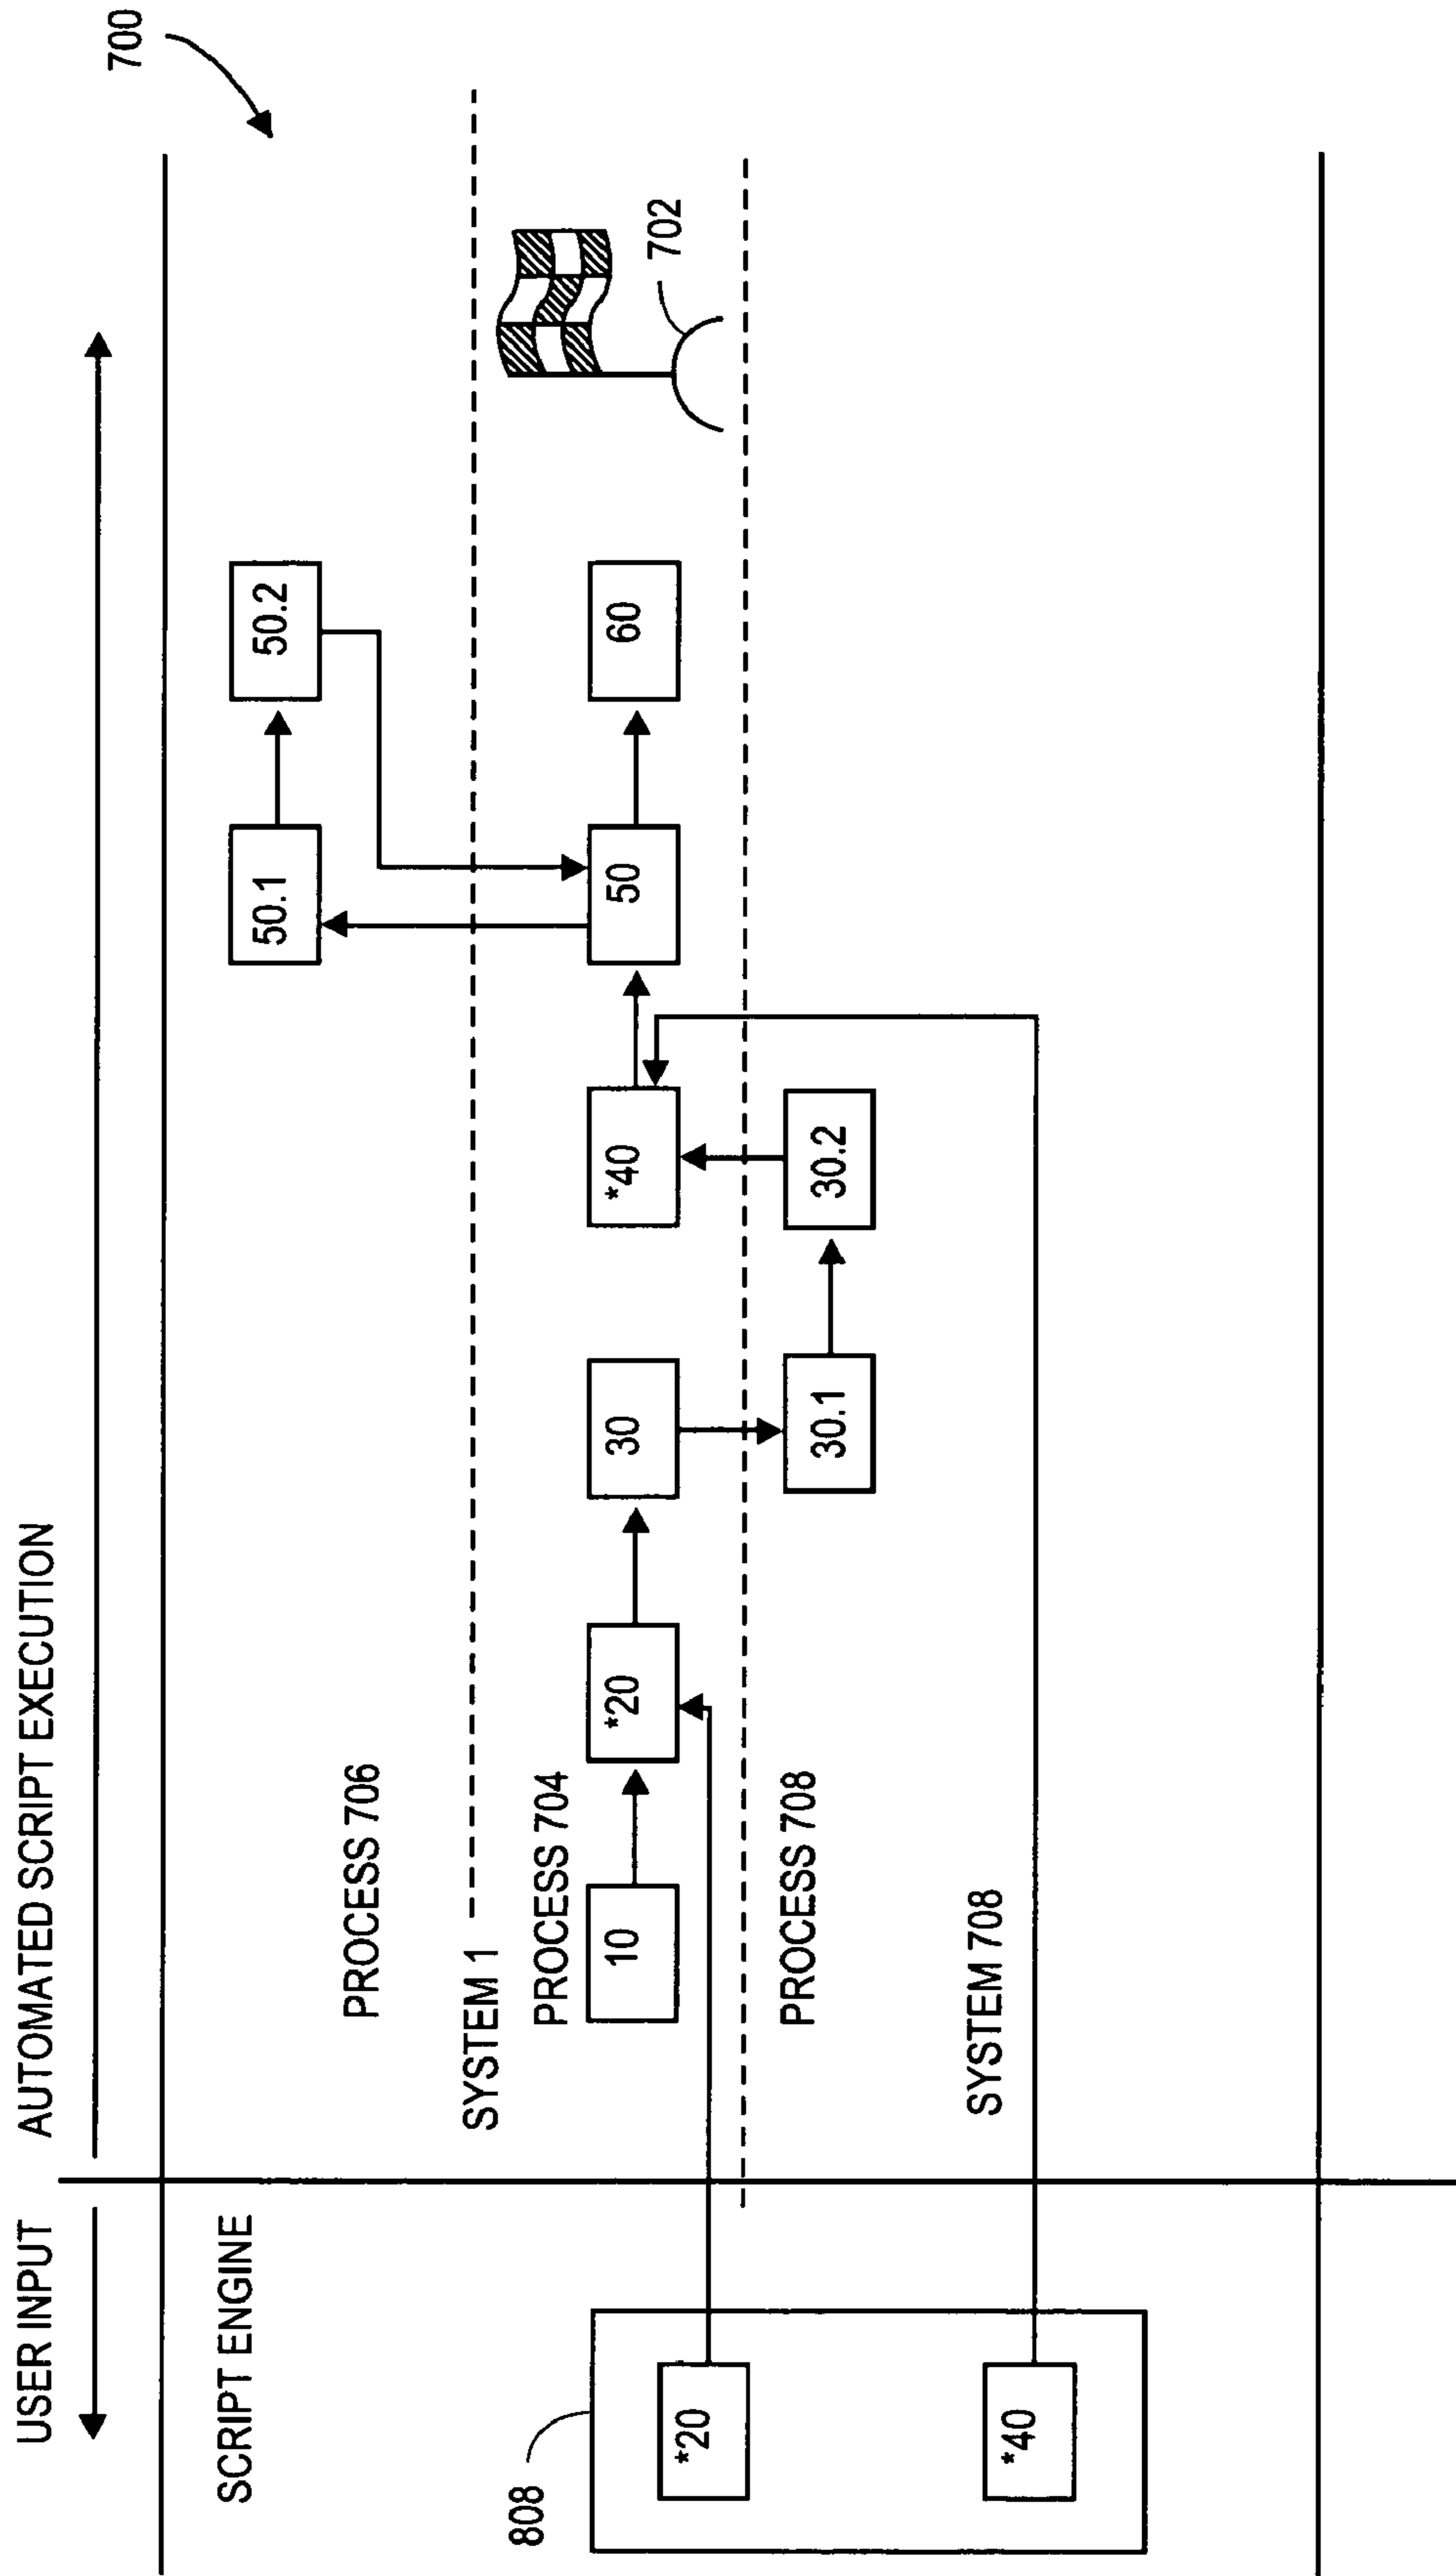 USER INPUT
AUTOMATED SCRIPT EXECUTION
700
SCRIPT ENGINE
50.1
50.2
PROCESS 706
SYSTEM 1
702
808
PROCESS 704
10
*20
30
*40
50
60
*20
PROCESS 708
30.1
30.2
SYSTEM 708
*40